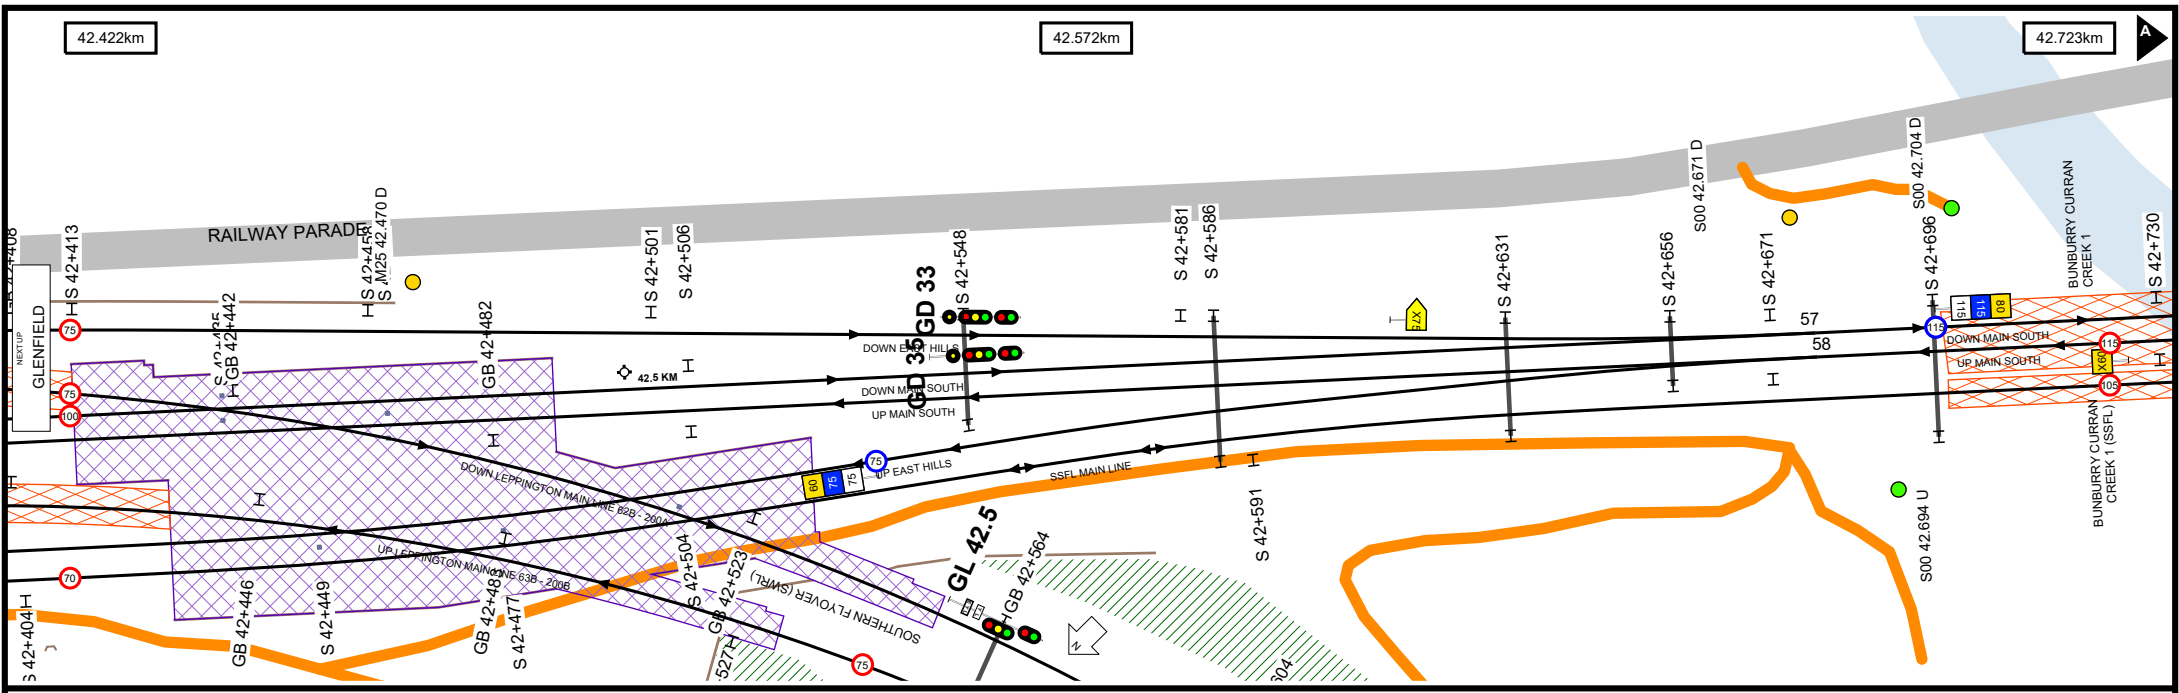 42.422km
42.572km
42.723km
A
RAILWAY PARADE
NEXT UP
GLENFIELD
S 42+413
S M25 42.470 D
S 42+501
S 42+506
S 42+548
S 42+581
S 42+586
S 42+631
S 42+656
S00 42.671 D
S 42+671
S00 42.704 D
S 42+696
BUNBURRY CURRAN
CREEK 1
S 42+730
GB 42+442
GB 42+482
GD 33
GD 35
42.5 KM
X75
57
58
75
75
100
70
DOWN EAST HILLS
DOWN MAIN SOUTH
UP MAIN SOUTH
UP EAST HILLS
SSFL MAIN LINE
DOWN LEPPINGTON MAIN LINE 62B - 200A
UP LEPPINGTON MAIN LINE 63B - 200B
SOUTHERN FLYOVER (SWRL)
60
75
75
75
115
115
115
80
DOWN MAIN SOUTH
UP MAIN SOUTH
115
X60
105
BUNBURRY CURRAN
CREEK 1 (SSFL)
S00 42.694 U
S 42+591
GL 42.5
GB 42+564
N
S 42+404
GB 42+446
S 42+449
GB 42+483
S 42+477
S 42+504
GB 42+523
75